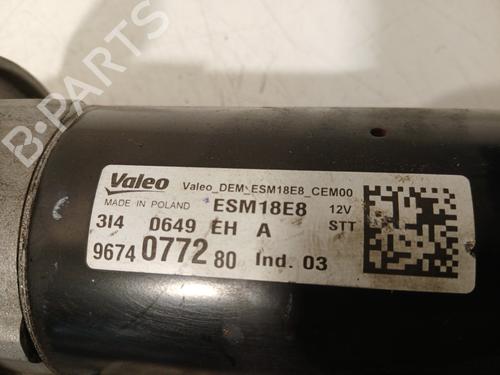 B-PARTS
Valeo Valeo_DEM_ESM18E8_CEM00
MADE IN POLAND ESM18E8 12V
3I4 0649 EH A STT
9674 0772 80 Ind. 03